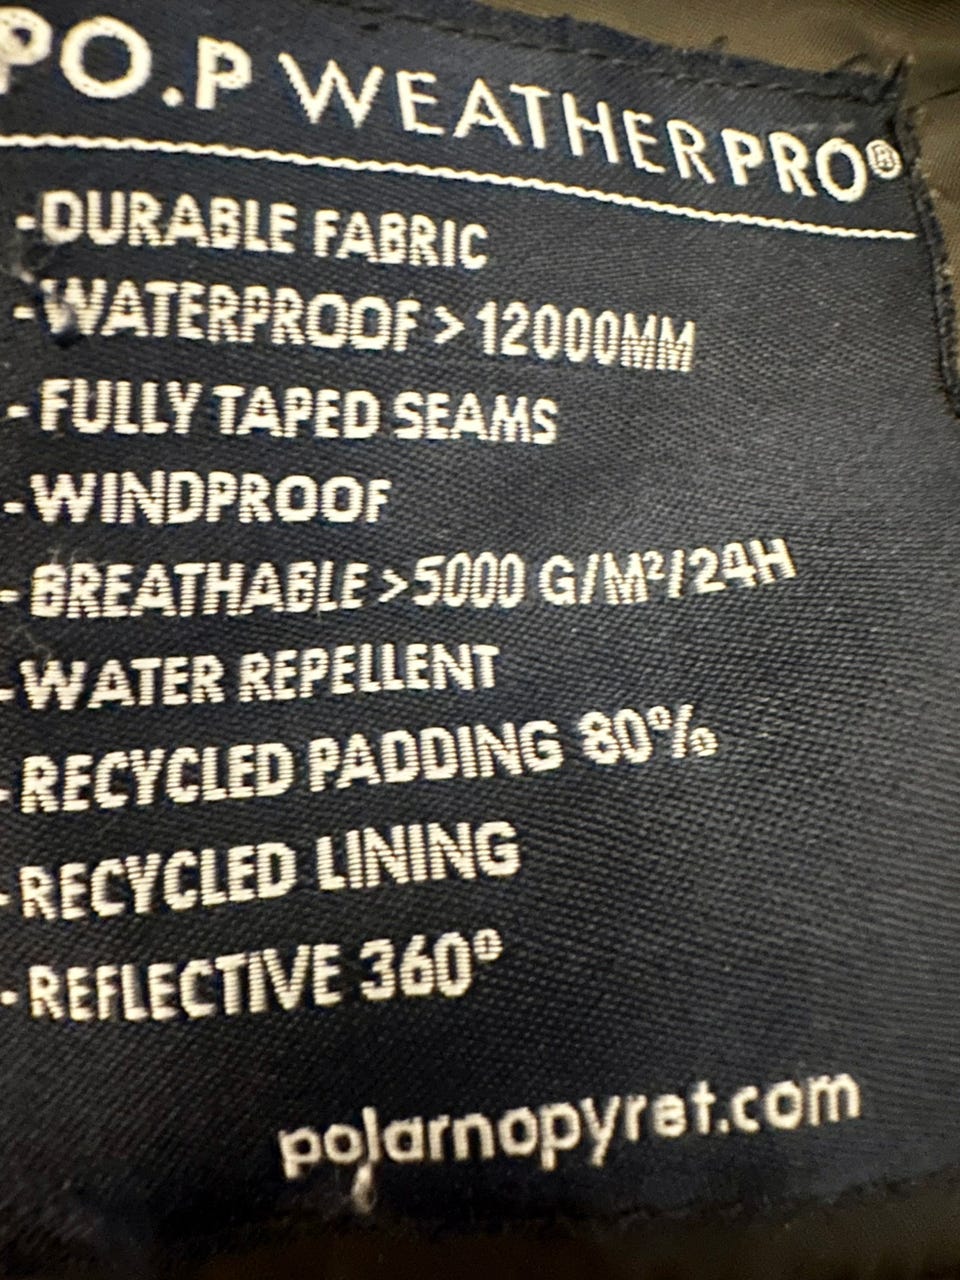 PO.P WEATHERPRO®
-DURABLE FABRIC
-WATERPROOF > 12000MM
- FULLY TAPED SEAMS
- WINDPROOF
- BREATHABLE >5000 G/M²/24H
-WATER REPELLENT
- RECYCLED PADDING 80%
-RECYCLED LINING
- REFLECTIVE 360º
polarnopyret.com